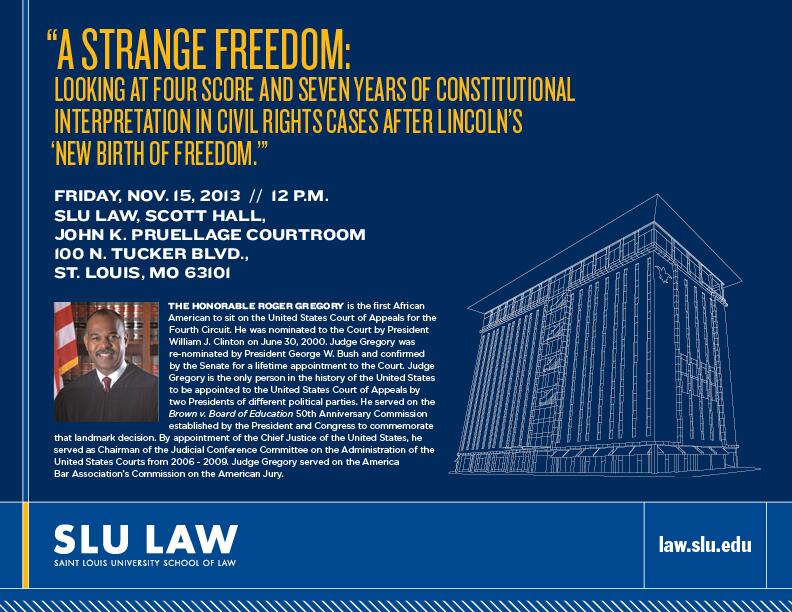 “A STRANGE FREEDOM:
LOOKING AT FOUR SCORE AND SEVEN YEARS OF CONSTITUTIONAL
INTERPRETATION IN CIVIL RIGHTS CASES AFTER LINCOLN’S
‘NEW BIRTH OF FREEDOM.’”
FRIDAY, NOV. 15, 2013 // 12 P.M.
SLU LAW, SCOTT HALL,
JOHN K. PRUELLAGE COURTROOM
100 N. TUCKER BLVD.,
ST. LOUIS, MO 63101
THE HONORABLE ROGER GREGORY is the first African
American to sit on the United States Court of Appeals for the
Fourth Circuit. He was nominated to the Court by President
William J. Clinton on June 30, 2000. Judge Gregory was
re-nominated by President George W. Bush and confirmed
by the Senate for a lifetime appointment to the Court. Judge
Gregory is the only person in the history of the United States
to be appointed to the United States Court of Appeals by
two Presidents of different political parties. He served on the
Brown v. Board of Education 50th Anniversary Commission
established by the President and Congress to commemorate
that landmark decision. By appointment of the Chief Justice of the United States, he
served as Chairman of the Judicial Conference Committee on the Administration of the
United States Courts from 2006 - 2009. Judge Gregory served on the America
Bar Association’s Commission on the American Jury.
SLU LAW
SAINT LOUIS UNIVERSITY SCHOOL OF LAW
law.slu.edu